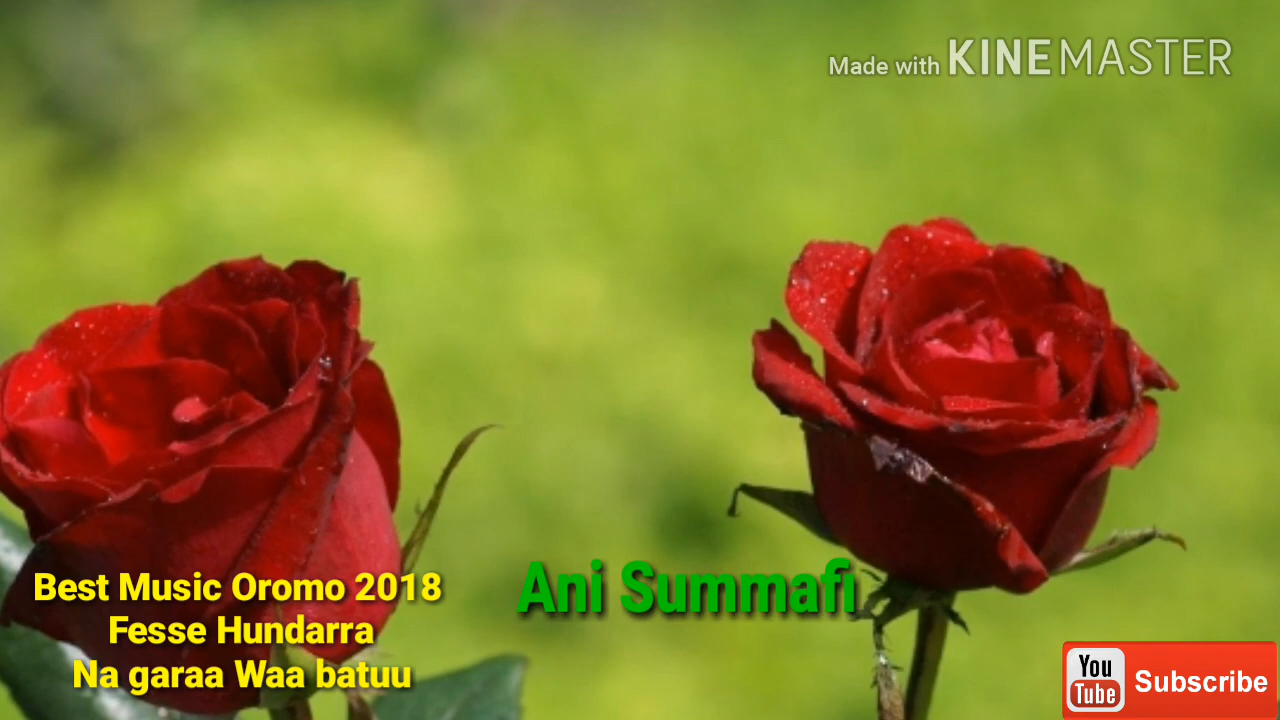 Made with KINEMASTER
Best Music Oromo 2018
Fesse Hundarra
Na garaa Waa batuu
Ani Summafi
You Tube Subscribe